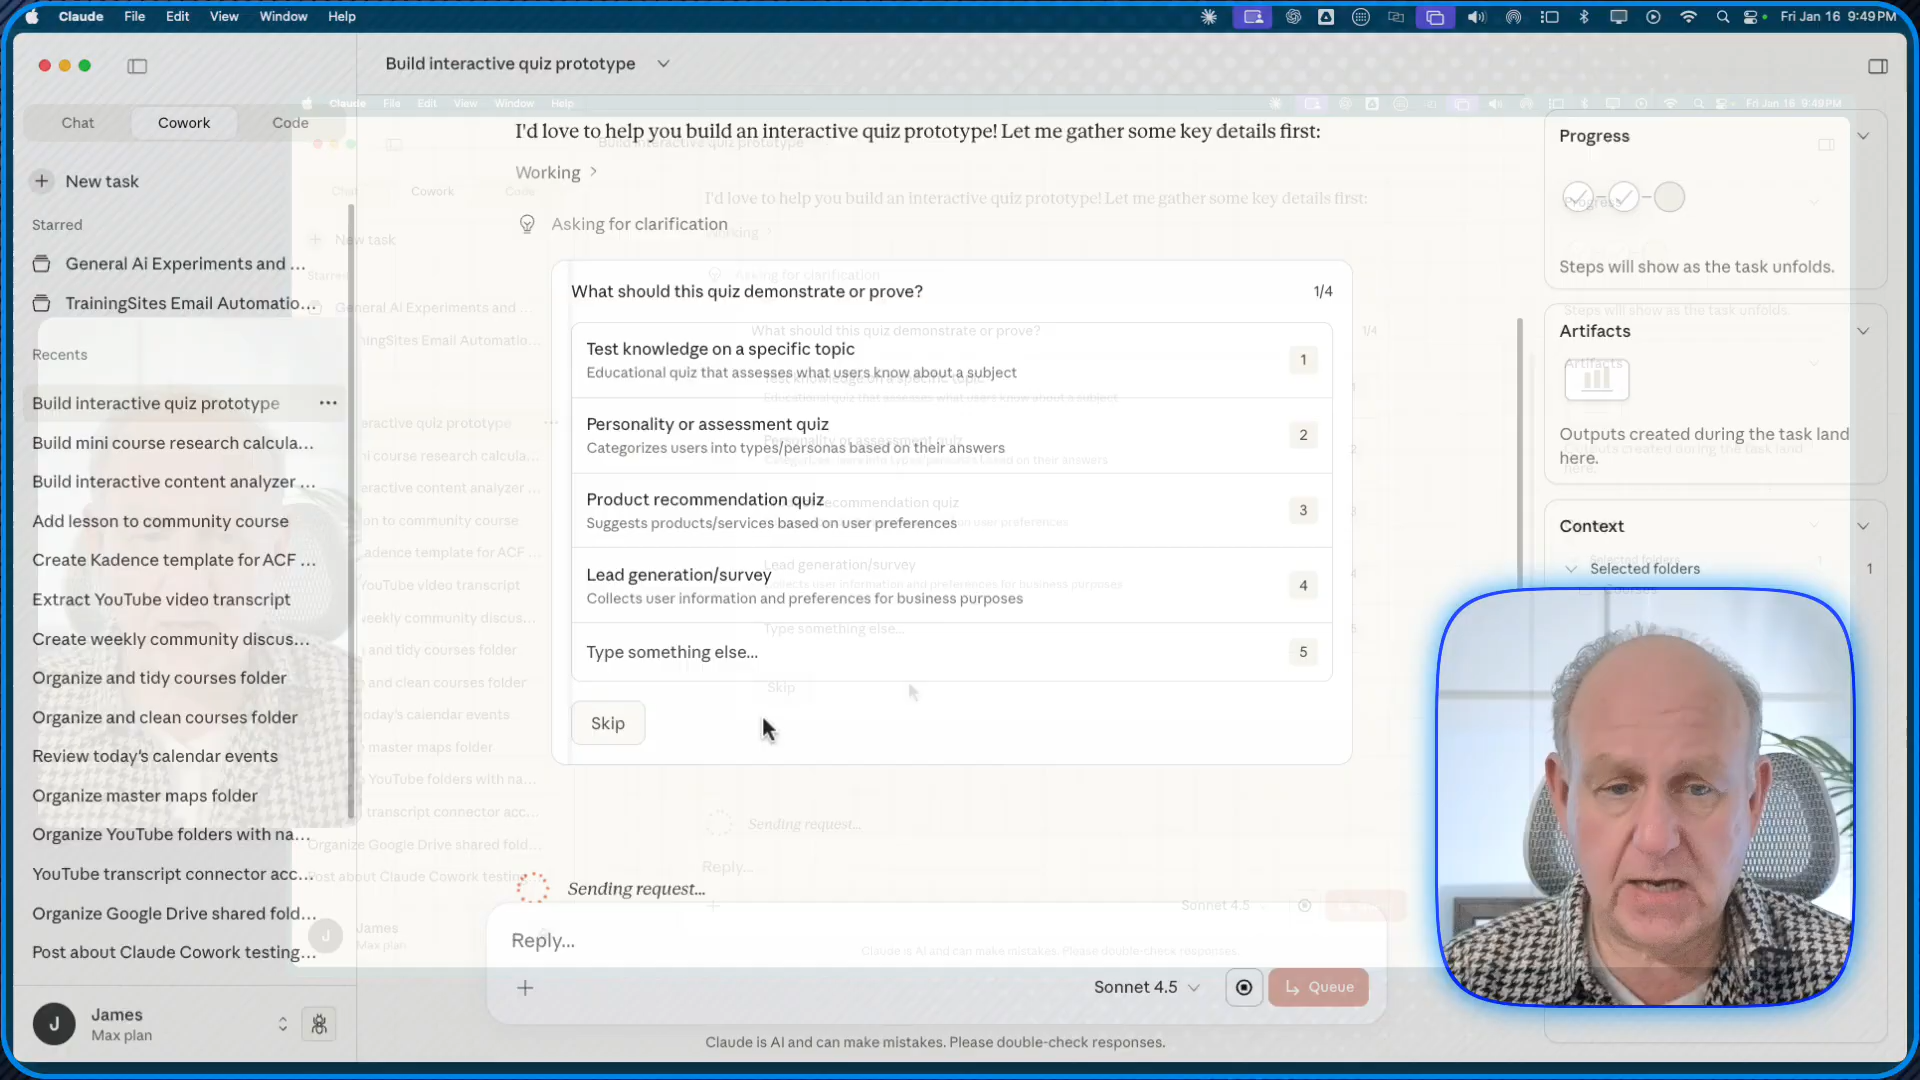 Claude File Edit View Window Help
Fri Jan 16 9:49PM
Build interactive quiz prototype
Chat Cowork Code
New task
Starred
General Ai Experiments and ...
TrainingSites Email Automatio...
Recents
Build interactive quiz prototype
Build mini course research calcula...
Build interactive content analyzer ...
Add lesson to community course
Create Kadence template for ACF ...
Extract YouTube video transcript
Create weekly community discus...
Organize and tidy courses folder
Organize and clean courses folder
Review today's calendar events
Organize master maps folder
Organize YouTube folders with na...
YouTube transcript connector acc...
Organize Google Drive shared fold...
Post about Claude Cowork testing...
J
James
Max plan
I'd love to help you build an interactive quiz prototype! Let me gather some key details first:
Working
Asking for clarification
What should this quiz demonstrate or prove? 1/4
Test knowledge on a specific topic
Educational quiz that assesses what users know about a subject
1
Personality or assessment quiz
Categorizes users into types/personas based on their answers
2
Product recommendation quiz
Suggests products/services based on user preferences
3
Lead generation/survey
Collects user information and preferences for business purposes
4
Type something else...
5
Skip
Sending request...
Reply...
Sonnet 4.5
Queue
Claude is AI and can make mistakes. Please double-check responses.
Progress
Steps will show as the task unfolds.
Artifacts
Outputs created during the task land
here.
Context
Selected folders 1